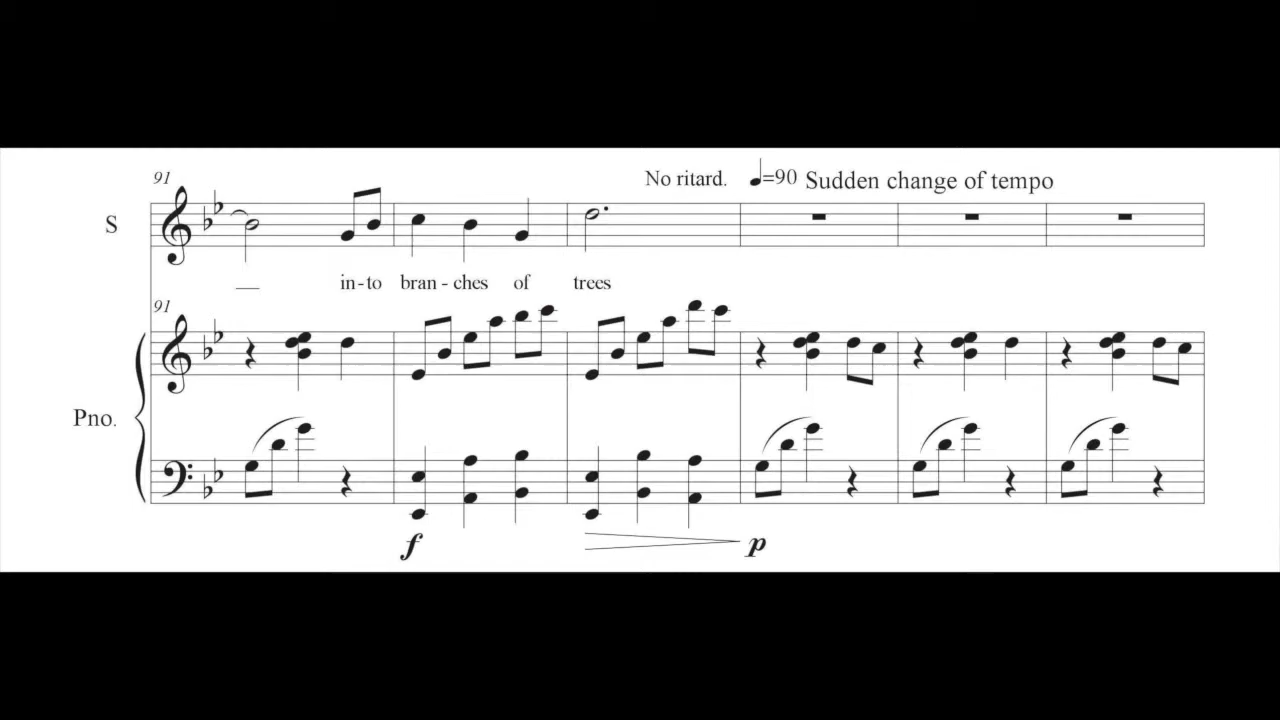 91
No ritard. ♩=90 Sudden change of tempo
S
in-to bran-ches of trees
91
Pno.
f p